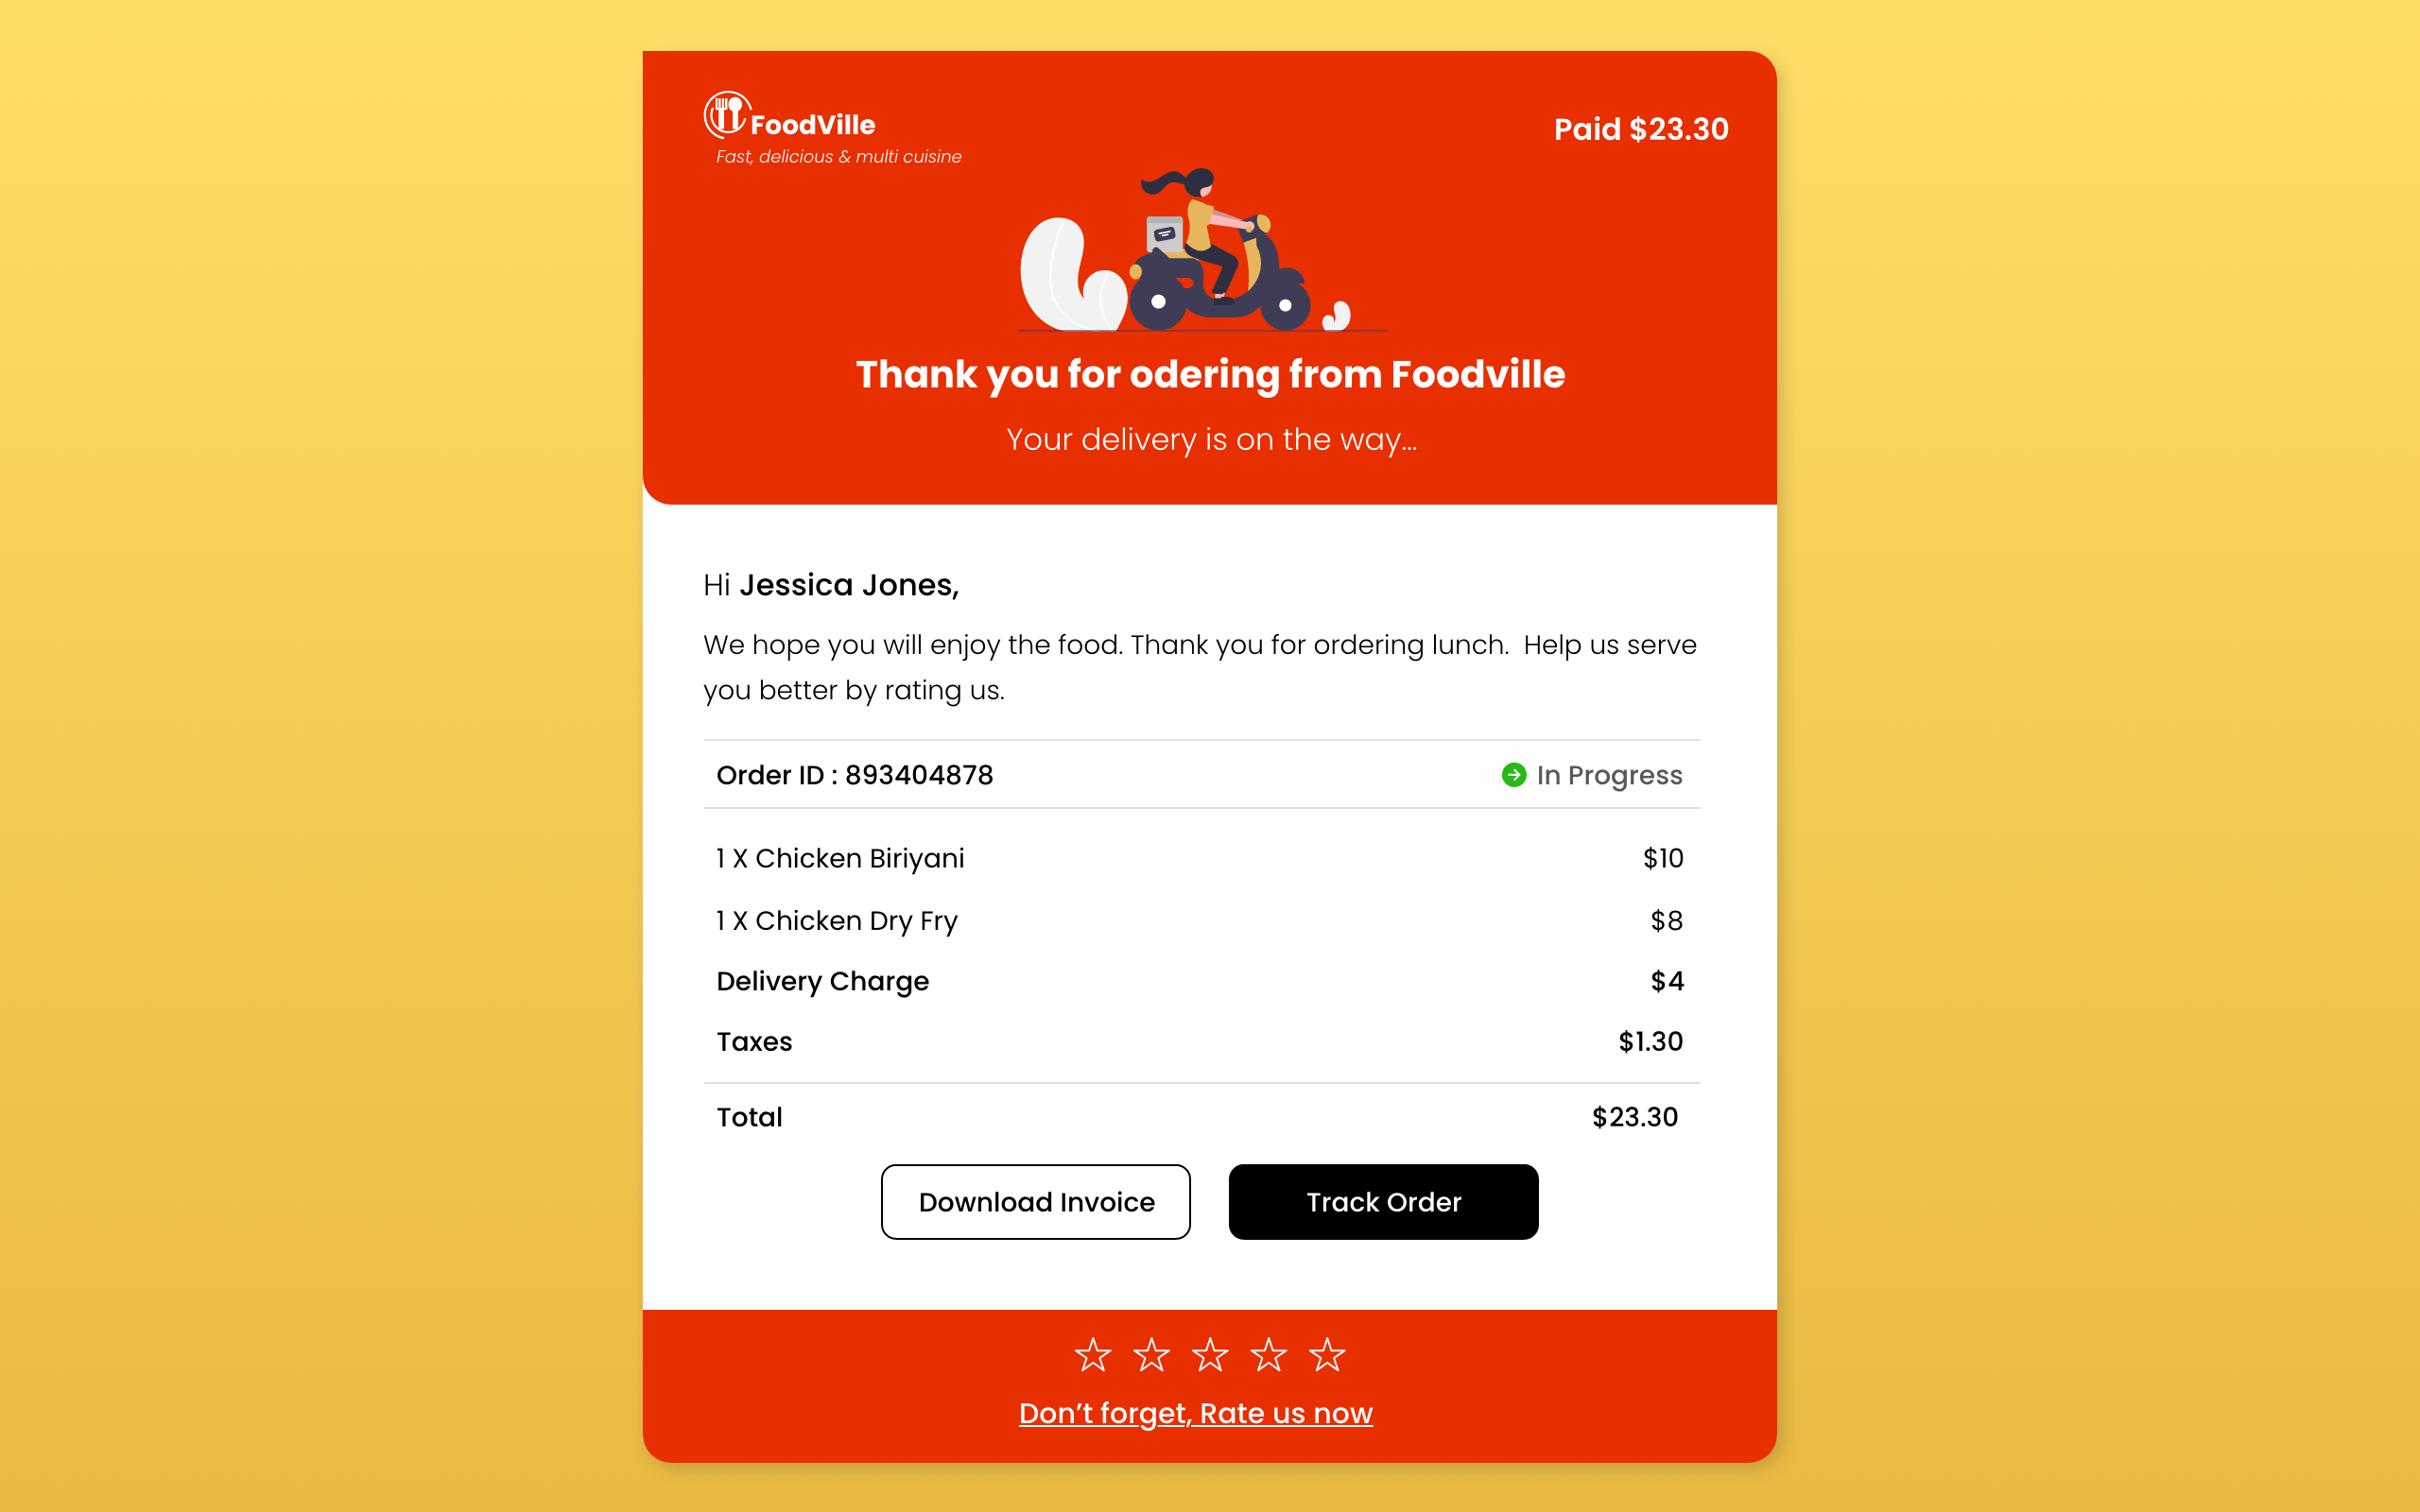 FoodVille
Fast, delicious & multi cuisine
Paid $23.30
Thank you for odering from Foodville
Your delivery is on the way...
Hi Jessica Jones,
We hope you will enjoy the food. Thank you for ordering lunch.  Help us serve
you better by rating us.
Order ID : 893404878
In Progress
1 X Chicken Biriyani
$10
1 X Chicken Dry Fry
$8
Delivery Charge
$4
Taxes
$1.30
Total
$23.30
Download Invoice
Track Order
Don’t forget, Rate us now